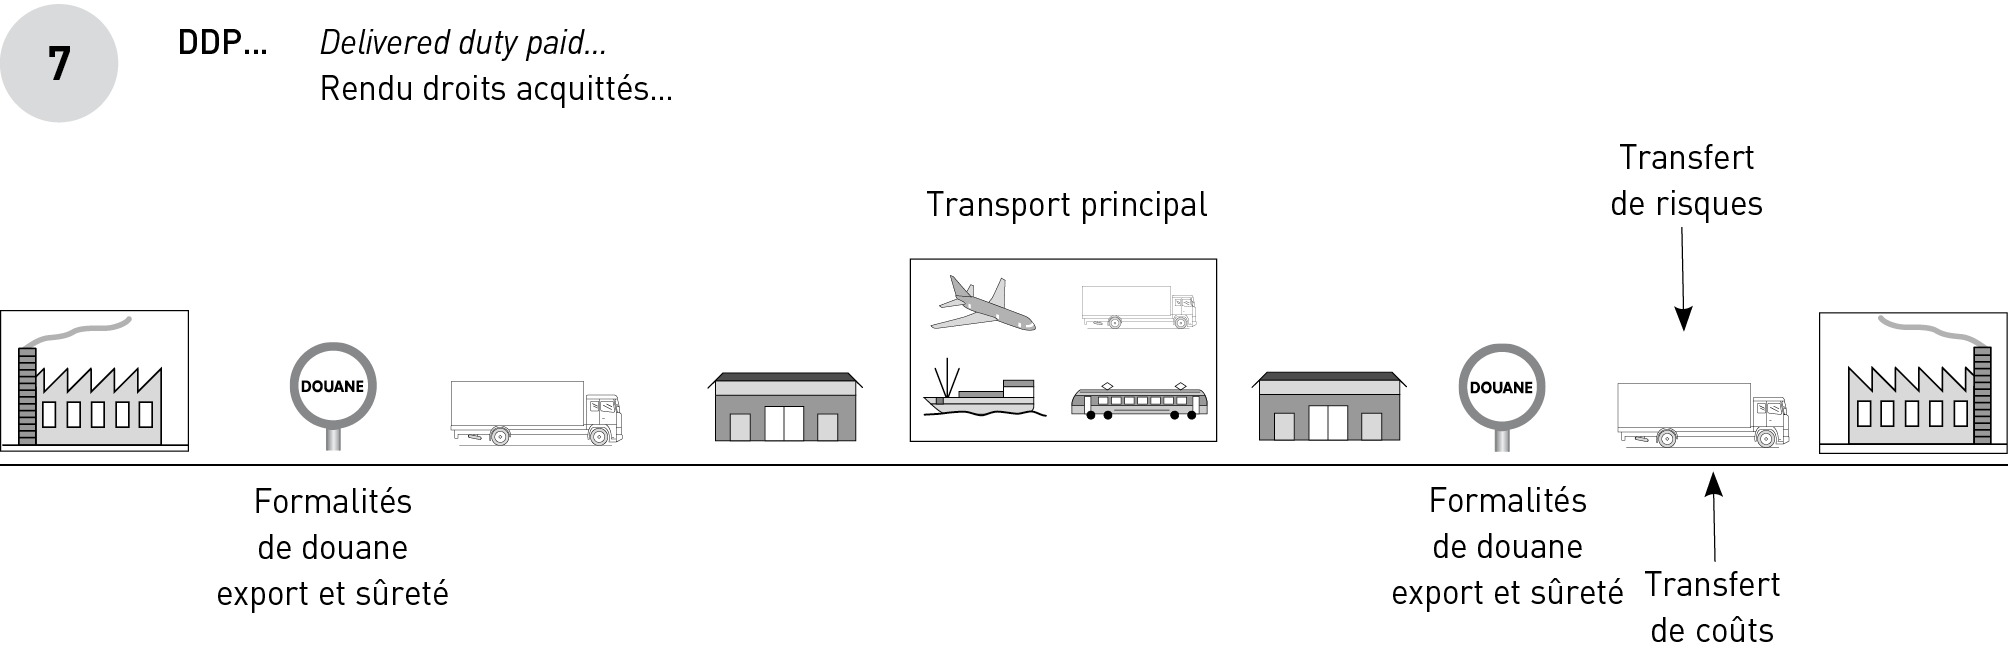 7
DDP...
Delivered duty paid...
Rendu droits acquittés...
Transport principal
Transfert
de risques
DOUANE
DOUANE
Formalités
de douane
export et sûreté
Formalités
de douane
export et sûreté
Transfert
de coûts